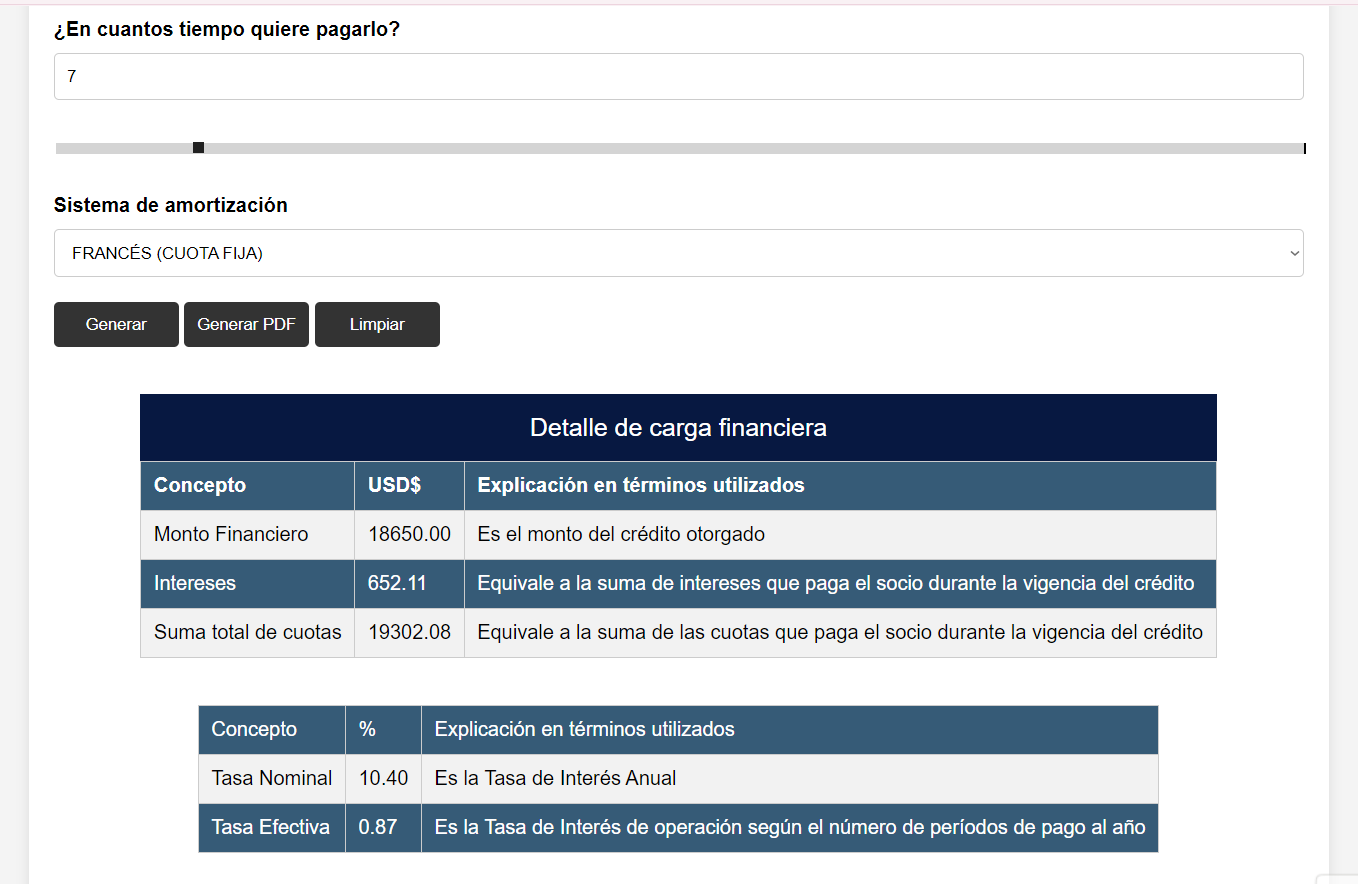 ¿En cuantos tiempo quiere pagarlo?
7
Sistema de amortización
FRANCÉS (CUOTA FIJA)
Generar Generar PDF Limpiar
Detalle de carga financiera
Concepto USD$ Explicación en términos utilizados
Monto Financiero 18650.00 Es el monto del crédito otorgado
Intereses 652.11 Equivale a la suma de intereses que paga el socio durante la vigencia del crédito
Suma total de cuotas 19302.08 Equivale a la suma de las cuotas que paga el socio durante la vigencia del crédito
Concepto % Explicación en términos utilizados
Tasa Nominal 10.40 Es la Tasa de Interés Anual
Tasa Efectiva 0.87 Es la Tasa de Interés de operación según el número de períodos de pago al año